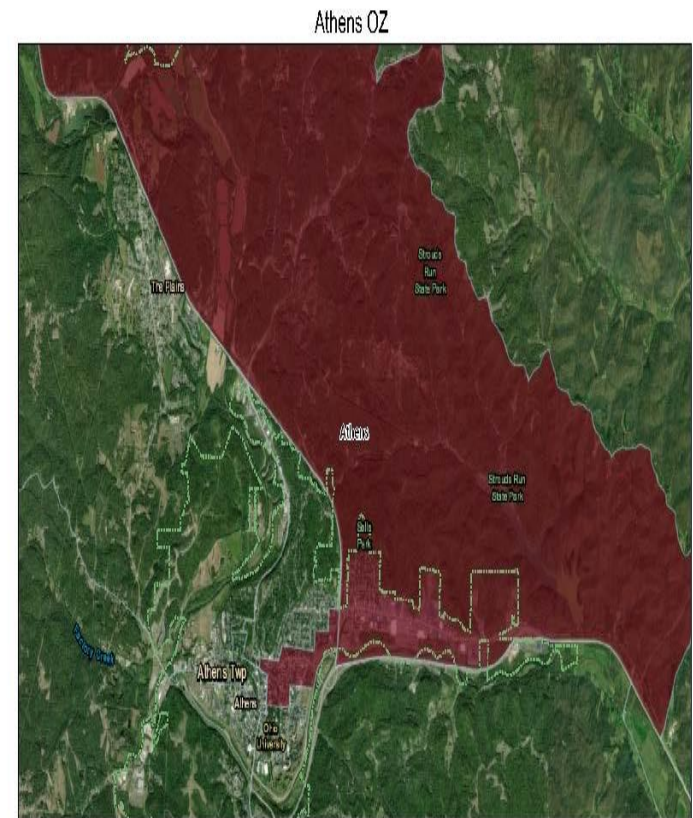 Athens OZ
Strouds
Run
State Park
The Plains
Athens
Strouds Run
State Park
Sells
Park
Athens Twp
Athens
Ohio
University